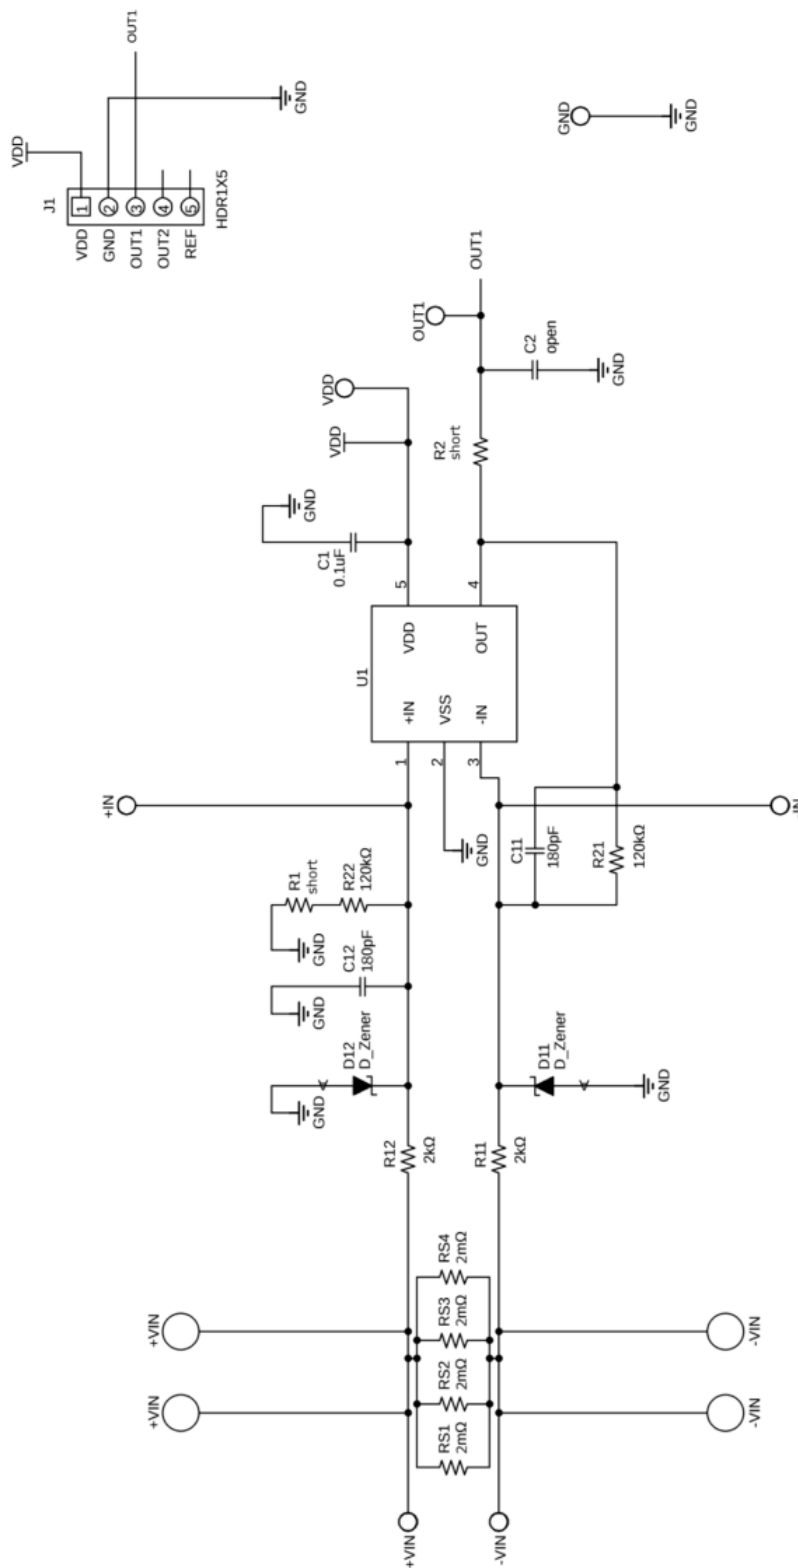 J1
VDD
VDD
GND
OUT1
OUT2
REF
1
2
3
4
5
HDR1X5
OUT1
GND
GND
GND
+VIN
+VIN
+VIN
-VIN
-VIN
-VIN
RS1
2mΩ
RS2
2mΩ
RS3
2mΩ
RS4
2mΩ
R12
2kΩ
R11
2kΩ
GND
D12
D_Zener
D11
D_Zener
GND
GND
C12
180pF
GND
R1
short
R22
120kΩ
+IN
-IN
C11
180pF
R21
120kΩ
GND
U1
1
+IN
2
VSS
3
-IN
VDD
5
OUT
4
C1
0.1uF
GND
VDD
VDD
R2
short
C2
open
GND
OUT1
OUT1